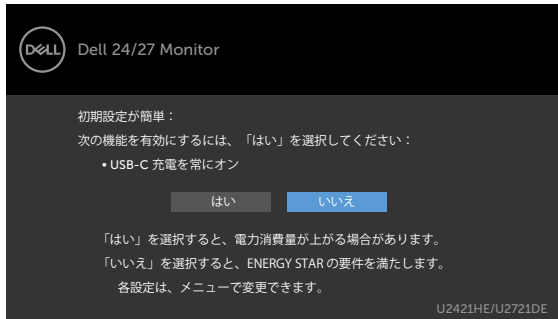 DELL
Dell 24/27 Monitor
初期設定が簡単：
次の機能を有効にするには、「はい」を選択してください：
• USB-C 充電を常にオン
はい
いいえ
「はい」を選択すると、電力消費量が上がる場合があります。
「いいえ」を選択すると、ENERGY STAR の要件を満たします。
各設定は、メニューで変更できます。
U2421HE/U2721DE